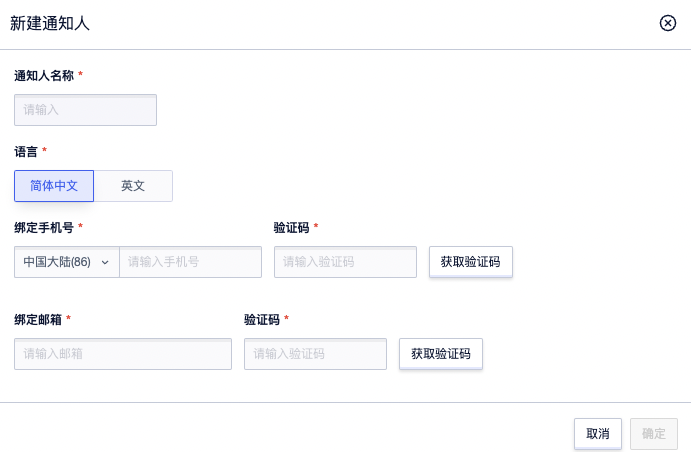 新建通知人
通知人名称 *
请输入
语言 *
简体中文 英文
绑定手机号 * 验证码 *
中国大陆(86) 请输入手机号 请输入验证码 获取验证码
绑定邮箱 * 验证码 *
请输入邮箱 请输入验证码 获取验证码
取消 确定